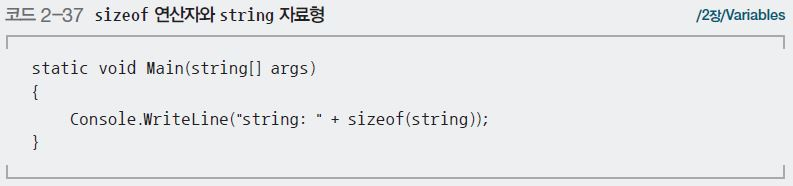 코드 2-37 sizeof 연산자와 string 자료형 /2장/Variables
static void Main(string[] args)
{
    Console.WriteLine("string: " + sizeof(string));
}